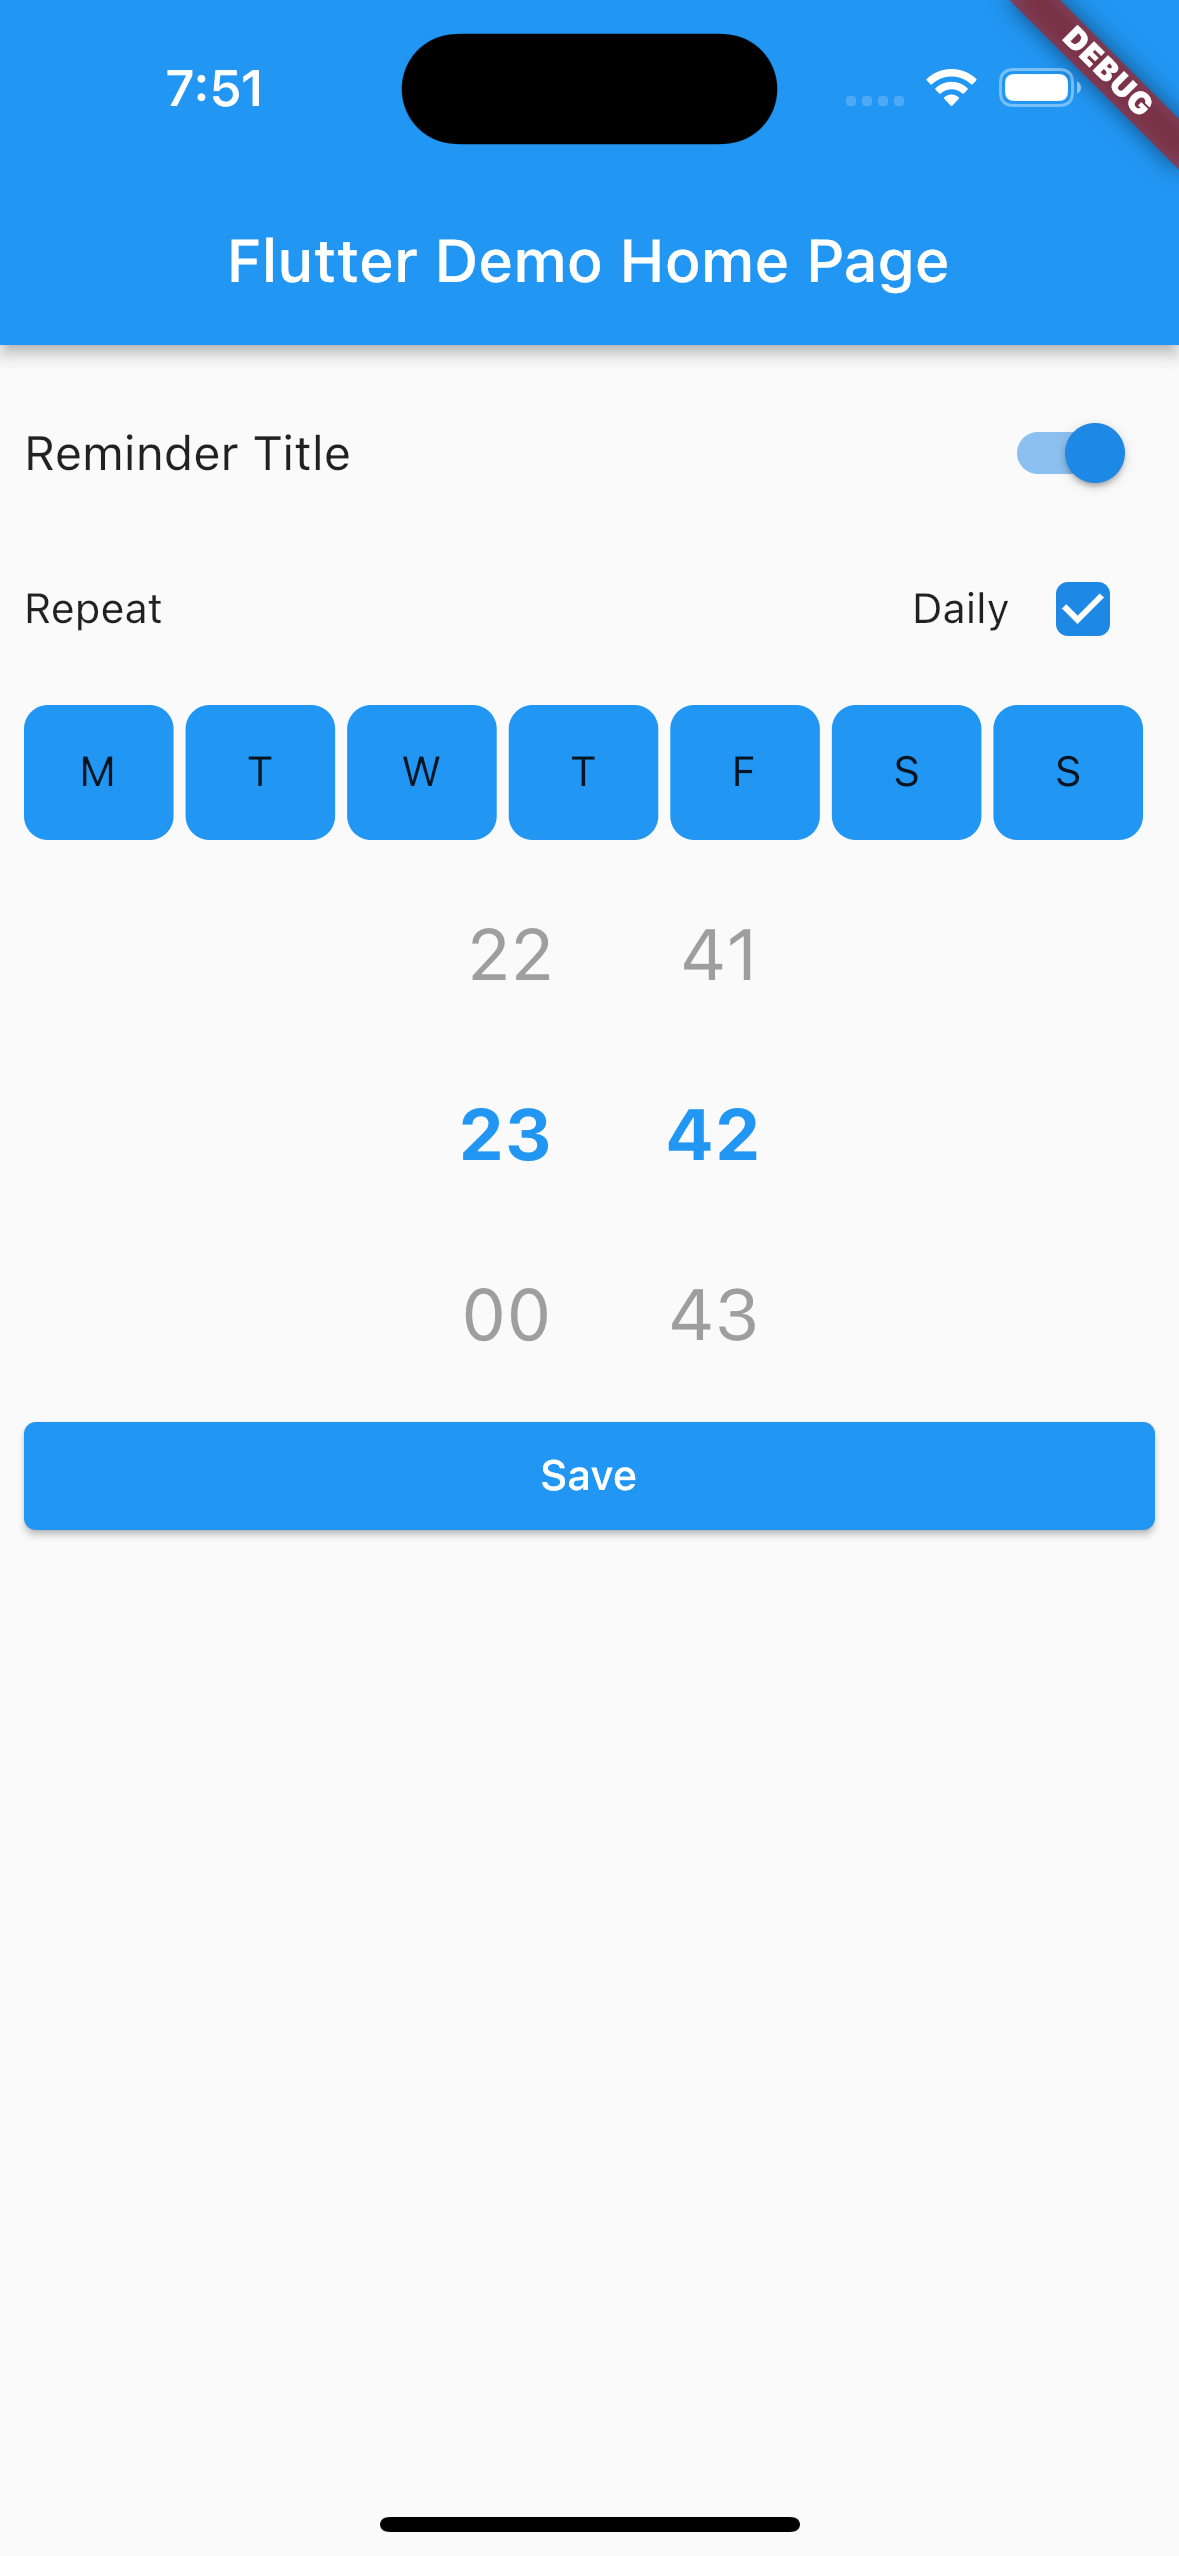 7:51
DEBUG
Flutter Demo Home Page
Reminder Title
Repeat Daily
M T W T F S S
22 41
23 42
00 43
Save